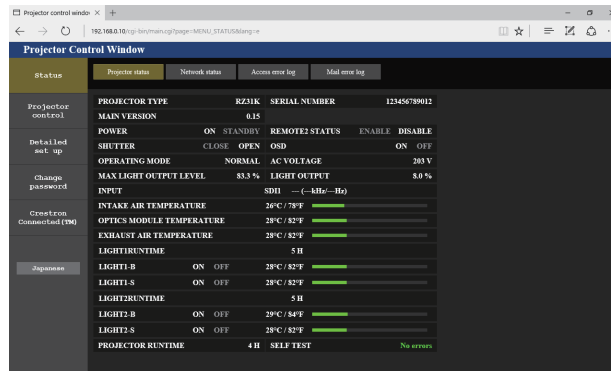 Projector control windo
192.168.0.10/cgi-bin/main.cgi?page=MENU_STATUS&lang=e
Projector Control Window
Status
Projector control
Detailed set up
Change password
Crestron Connected(TM)
Japanese
Projector status Network status Access error log Mail error log
PROJECTOR TYPE RZ31K SERIAL NUMBER 123456789012
MAIN VERSION 0.15
POWER ON STANDBY REMOTE2 STATUS ENABLE DISABLE
SHUTTER CLOSE OPEN OSD ON OFF
OPERATING MODE NORMAL AC VOLTAGE 203 V
MAX LIGHT OUTPUT LEVEL 83.3 % LIGHT OUTPUT 8.0 %
INPUT SDI1 --- (---kHz/---Hz)
INTAKE AIR TEMPERATURE 26°C / 78°F
OPTICS MODULE TEMPERATURE 28°C / 82°F
EXHAUST AIR TEMPERATURE 28°C / 82°F
LIGHT1RUNTIME 5 H
LIGHT1-B ON OFF 28°C / 82°F
LIGHT1-S ON OFF 28°C / 82°F
LIGHT2RUNTIME 5 H
LIGHT2-B ON OFF 29°C / 84°F
LIGHT2-S ON OFF 28°C / 82°F
PROJECTOR RUNTIME 4 H SELF TEST No errors